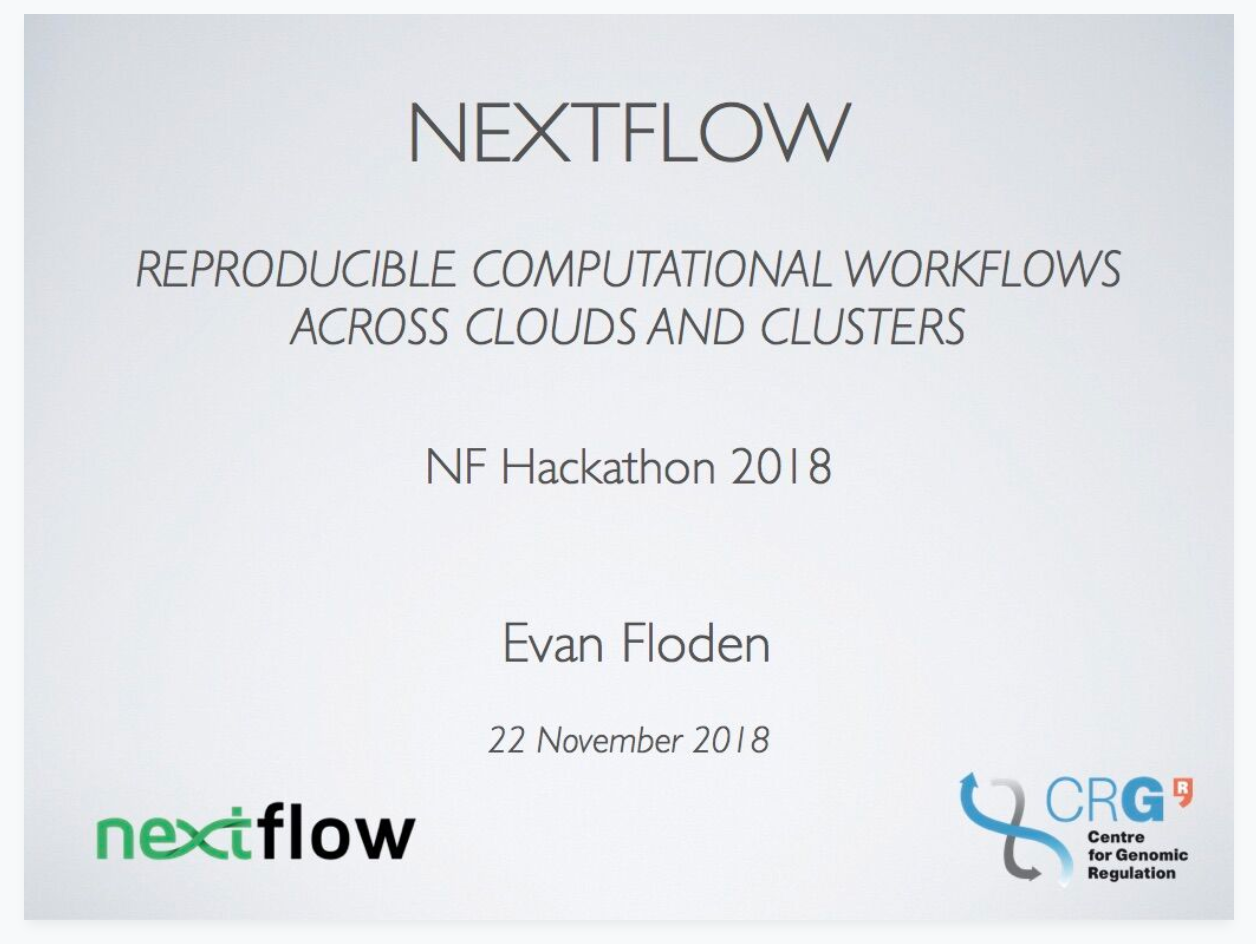 NEXTFLOW
REPRODUCIBLE COMPUTATIONAL WORKFLOWS
ACROSS CLOUDS AND CLUSTERS
NF Hackathon 2018
Evan Floden
22 November 2018
nextflow
CRG R
Centre
for Genomic
Regulation